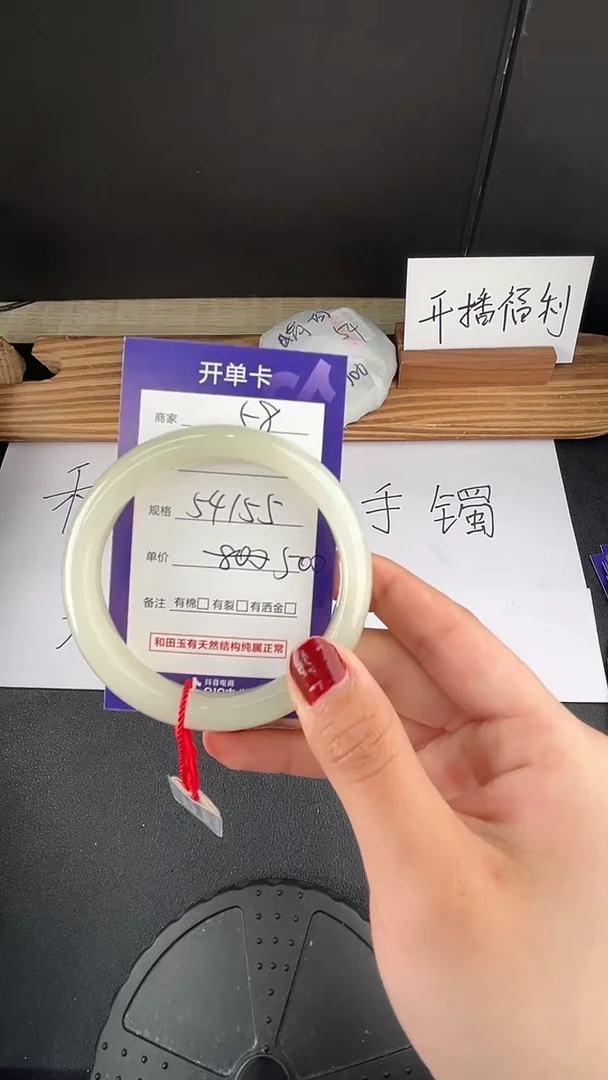 开播福利
54
开单卡
商家
规格 54155
单价 800 500
备注 有棉□有裂□有洒金□
和田玉有天然结构纯属正常
抖音电商
手镯